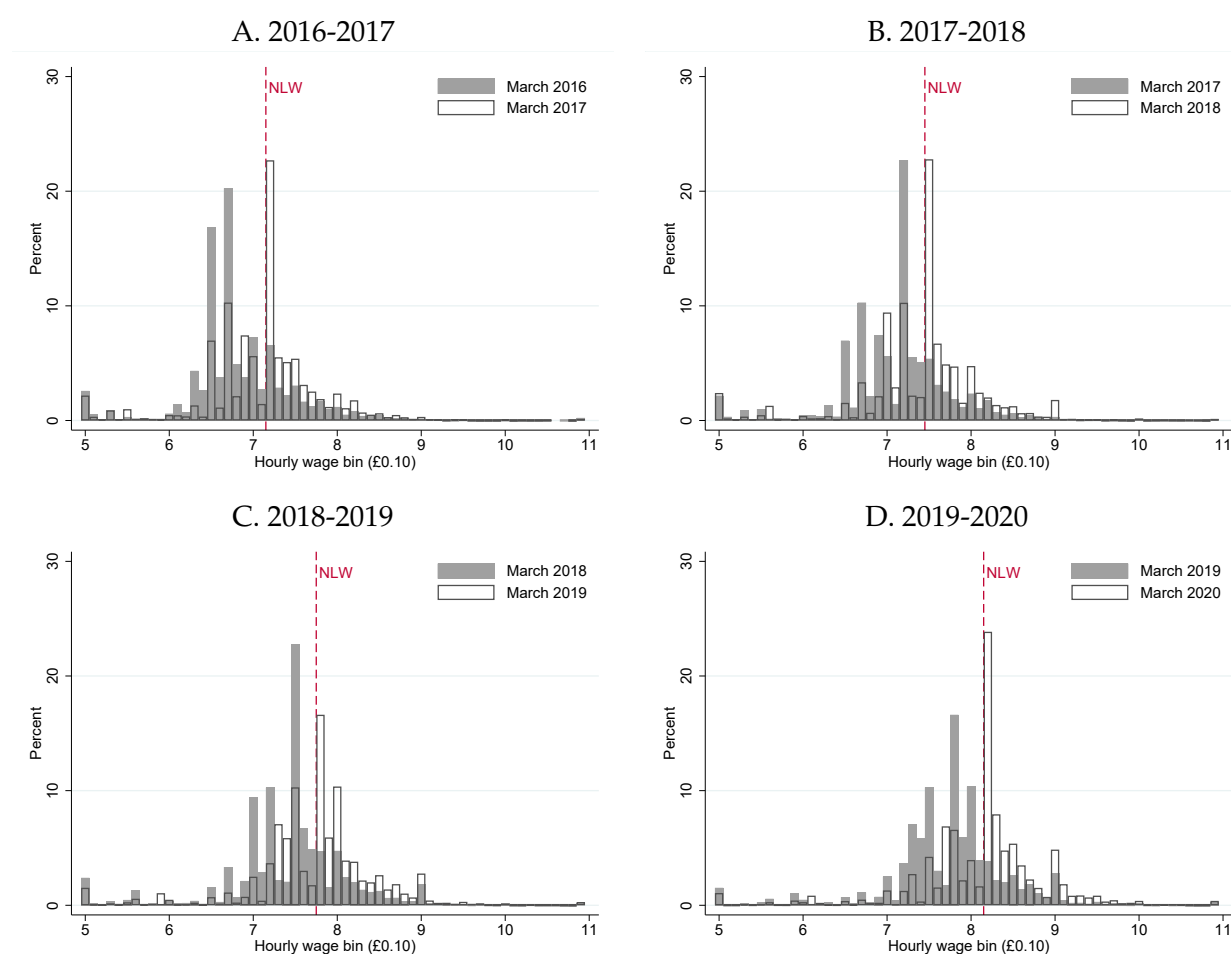 A. 2016-2017
30
20
10
0
Percent
NLW
March 2016
March 2017
5 6 7 8 9 10 11
Hourly wage bin (£0.10)
B. 2017-2018
30
20
10
0
Percent
NLW
March 2017
March 2018
5 6 7 8 9 10 11
Hourly wage bin (£0.10)
C. 2018-2019
30
20
10
0
Percent
NLW
March 2018
March 2019
5 6 7 8 9 10 11
Hourly wage bin (£0.10)
D. 2019-2020
30
20
10
0
Percent
NLW
March 2019
March 2020
5 6 7 8 9 10 11
Hourly wage bin (£0.10)